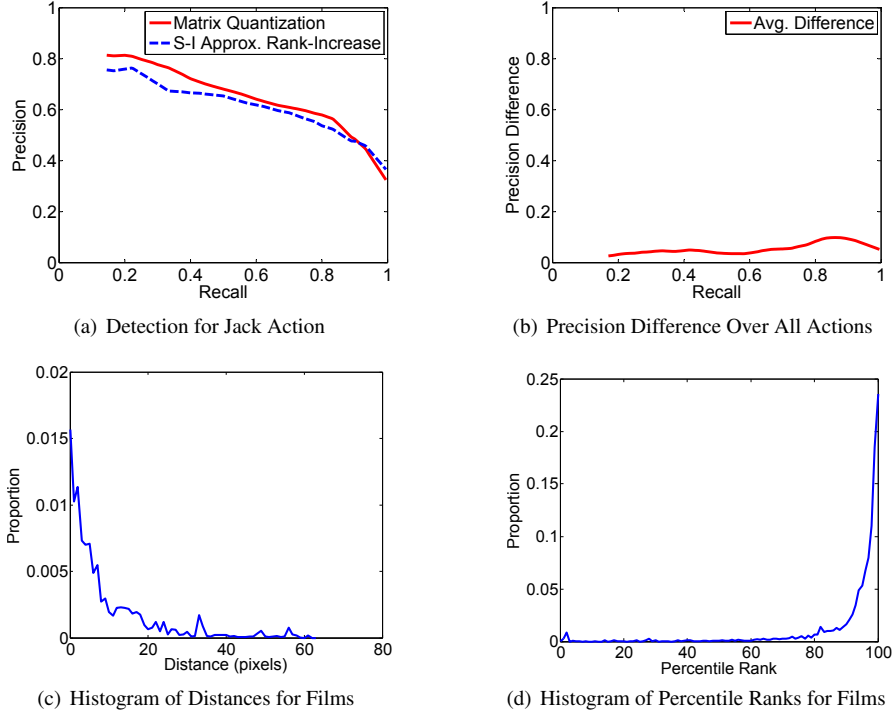 Matrix Quantization
S-I Approx. Rank-Increase
1
0.8
0.6
0.4
0.2
0
Precision
0 0.2 0.4 0.6 0.8 1
Recall
(a) Detection for Jack Action
Avg. Difference
1
0.8
0.6
0.4
0.2
0
Precision Difference
0 0.2 0.4 0.6 0.8 1
Recall
(b) Precision Difference Over All Actions
0.02
0.015
0.01
0.005
0
Proportion
0 20 40 60 80
Distance (pixels)
(c) Histogram of Distances for Films
0.25
0.2
0.15
0.1
0.05
0
Proportion
0 20 40 60 80 100
Percentile Rank
(d) Histogram of Percentile Ranks for Films